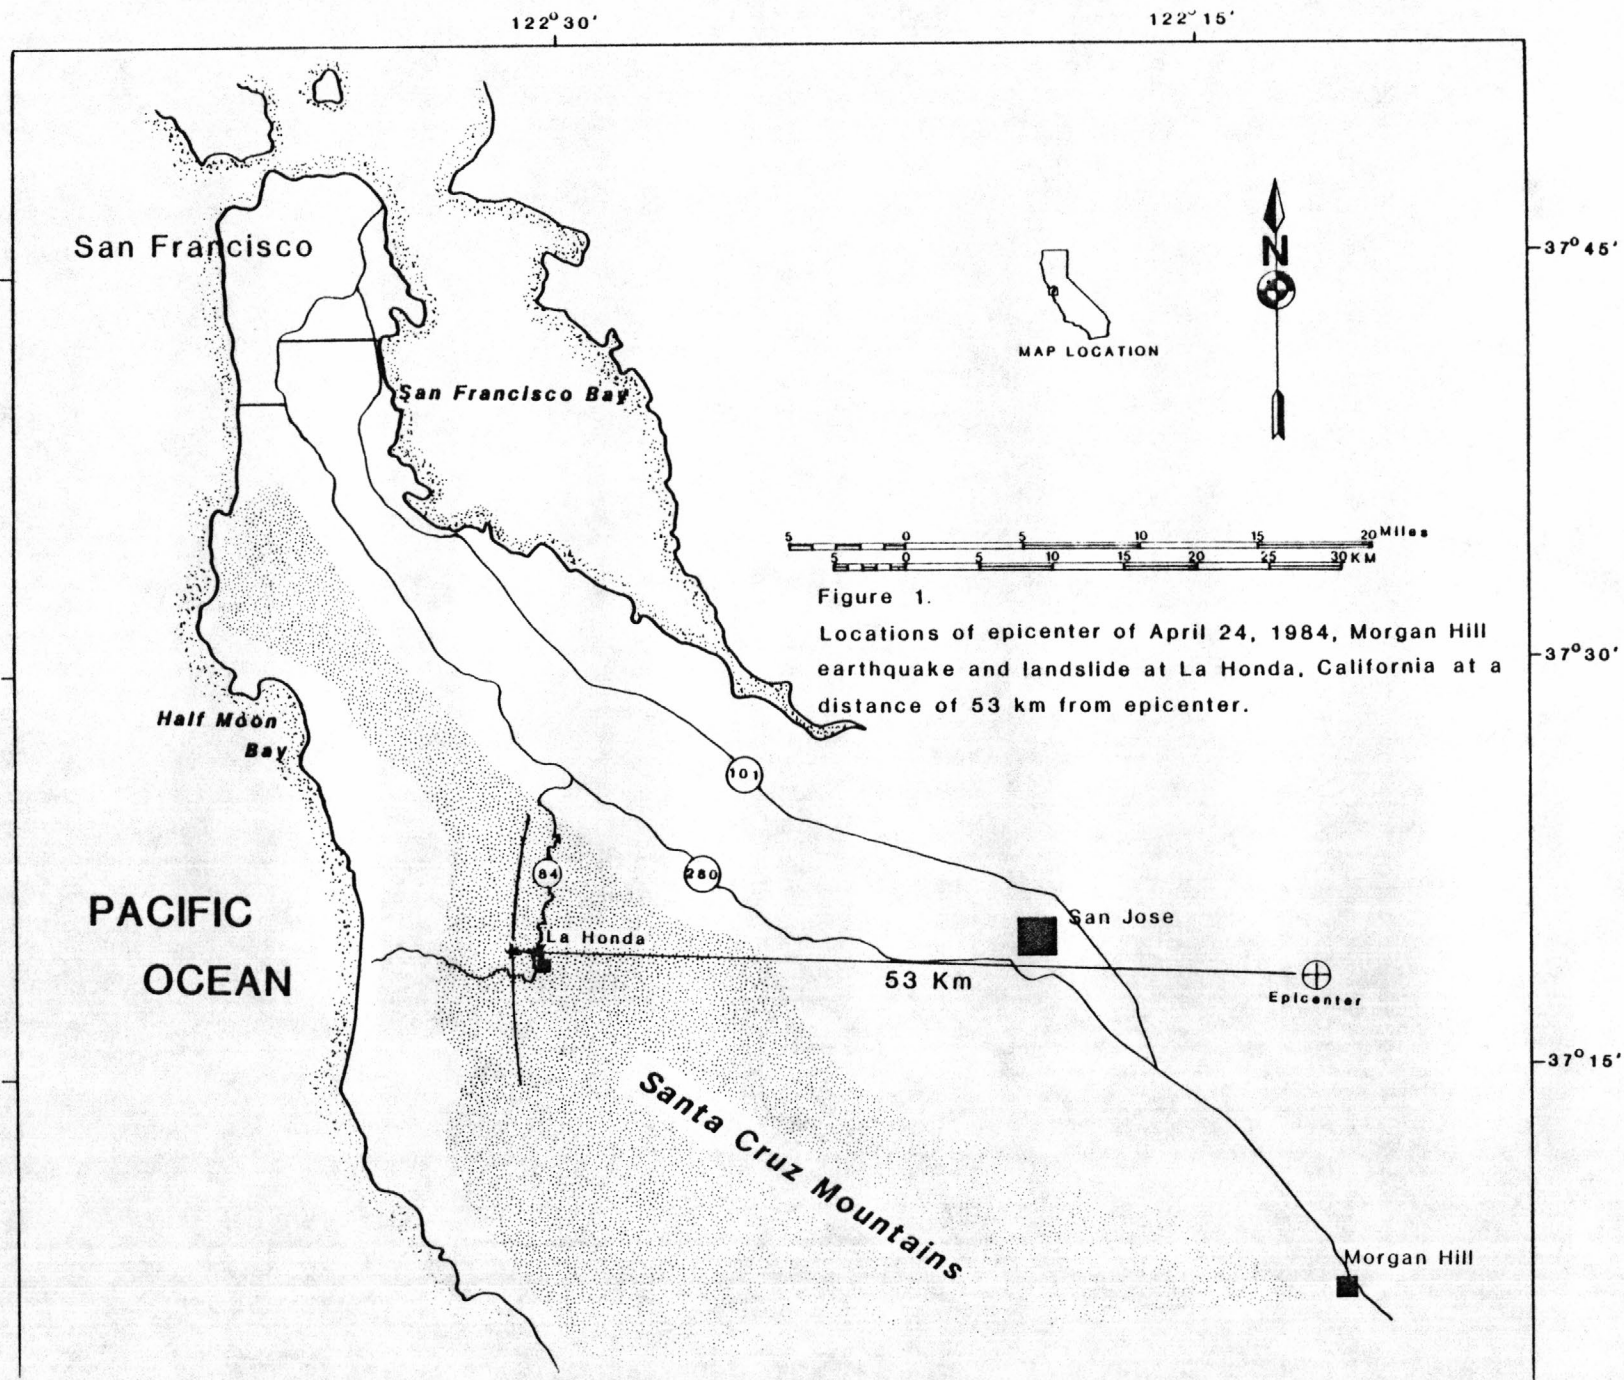 122°30'
122°15'
San Francisco
37°45'
N
MAP LOCATION
San Francisco Bay
5 0 5 10 15 20 Miles
5 0 5 10 15 20 25 30 KM
Figure 1.
Locations of epicenter of April 24, 1984, Morgan Hill
earthquake and landslide at La Honda, California at a
distance of 53 km from epicenter.
37°30'
Half Moon
Bay
101
84
280
PACIFIC
OCEAN
La Honda
San Jose
53 Km
Epicenter
37°15'
Santa Cruz Mountains
Morgan Hill